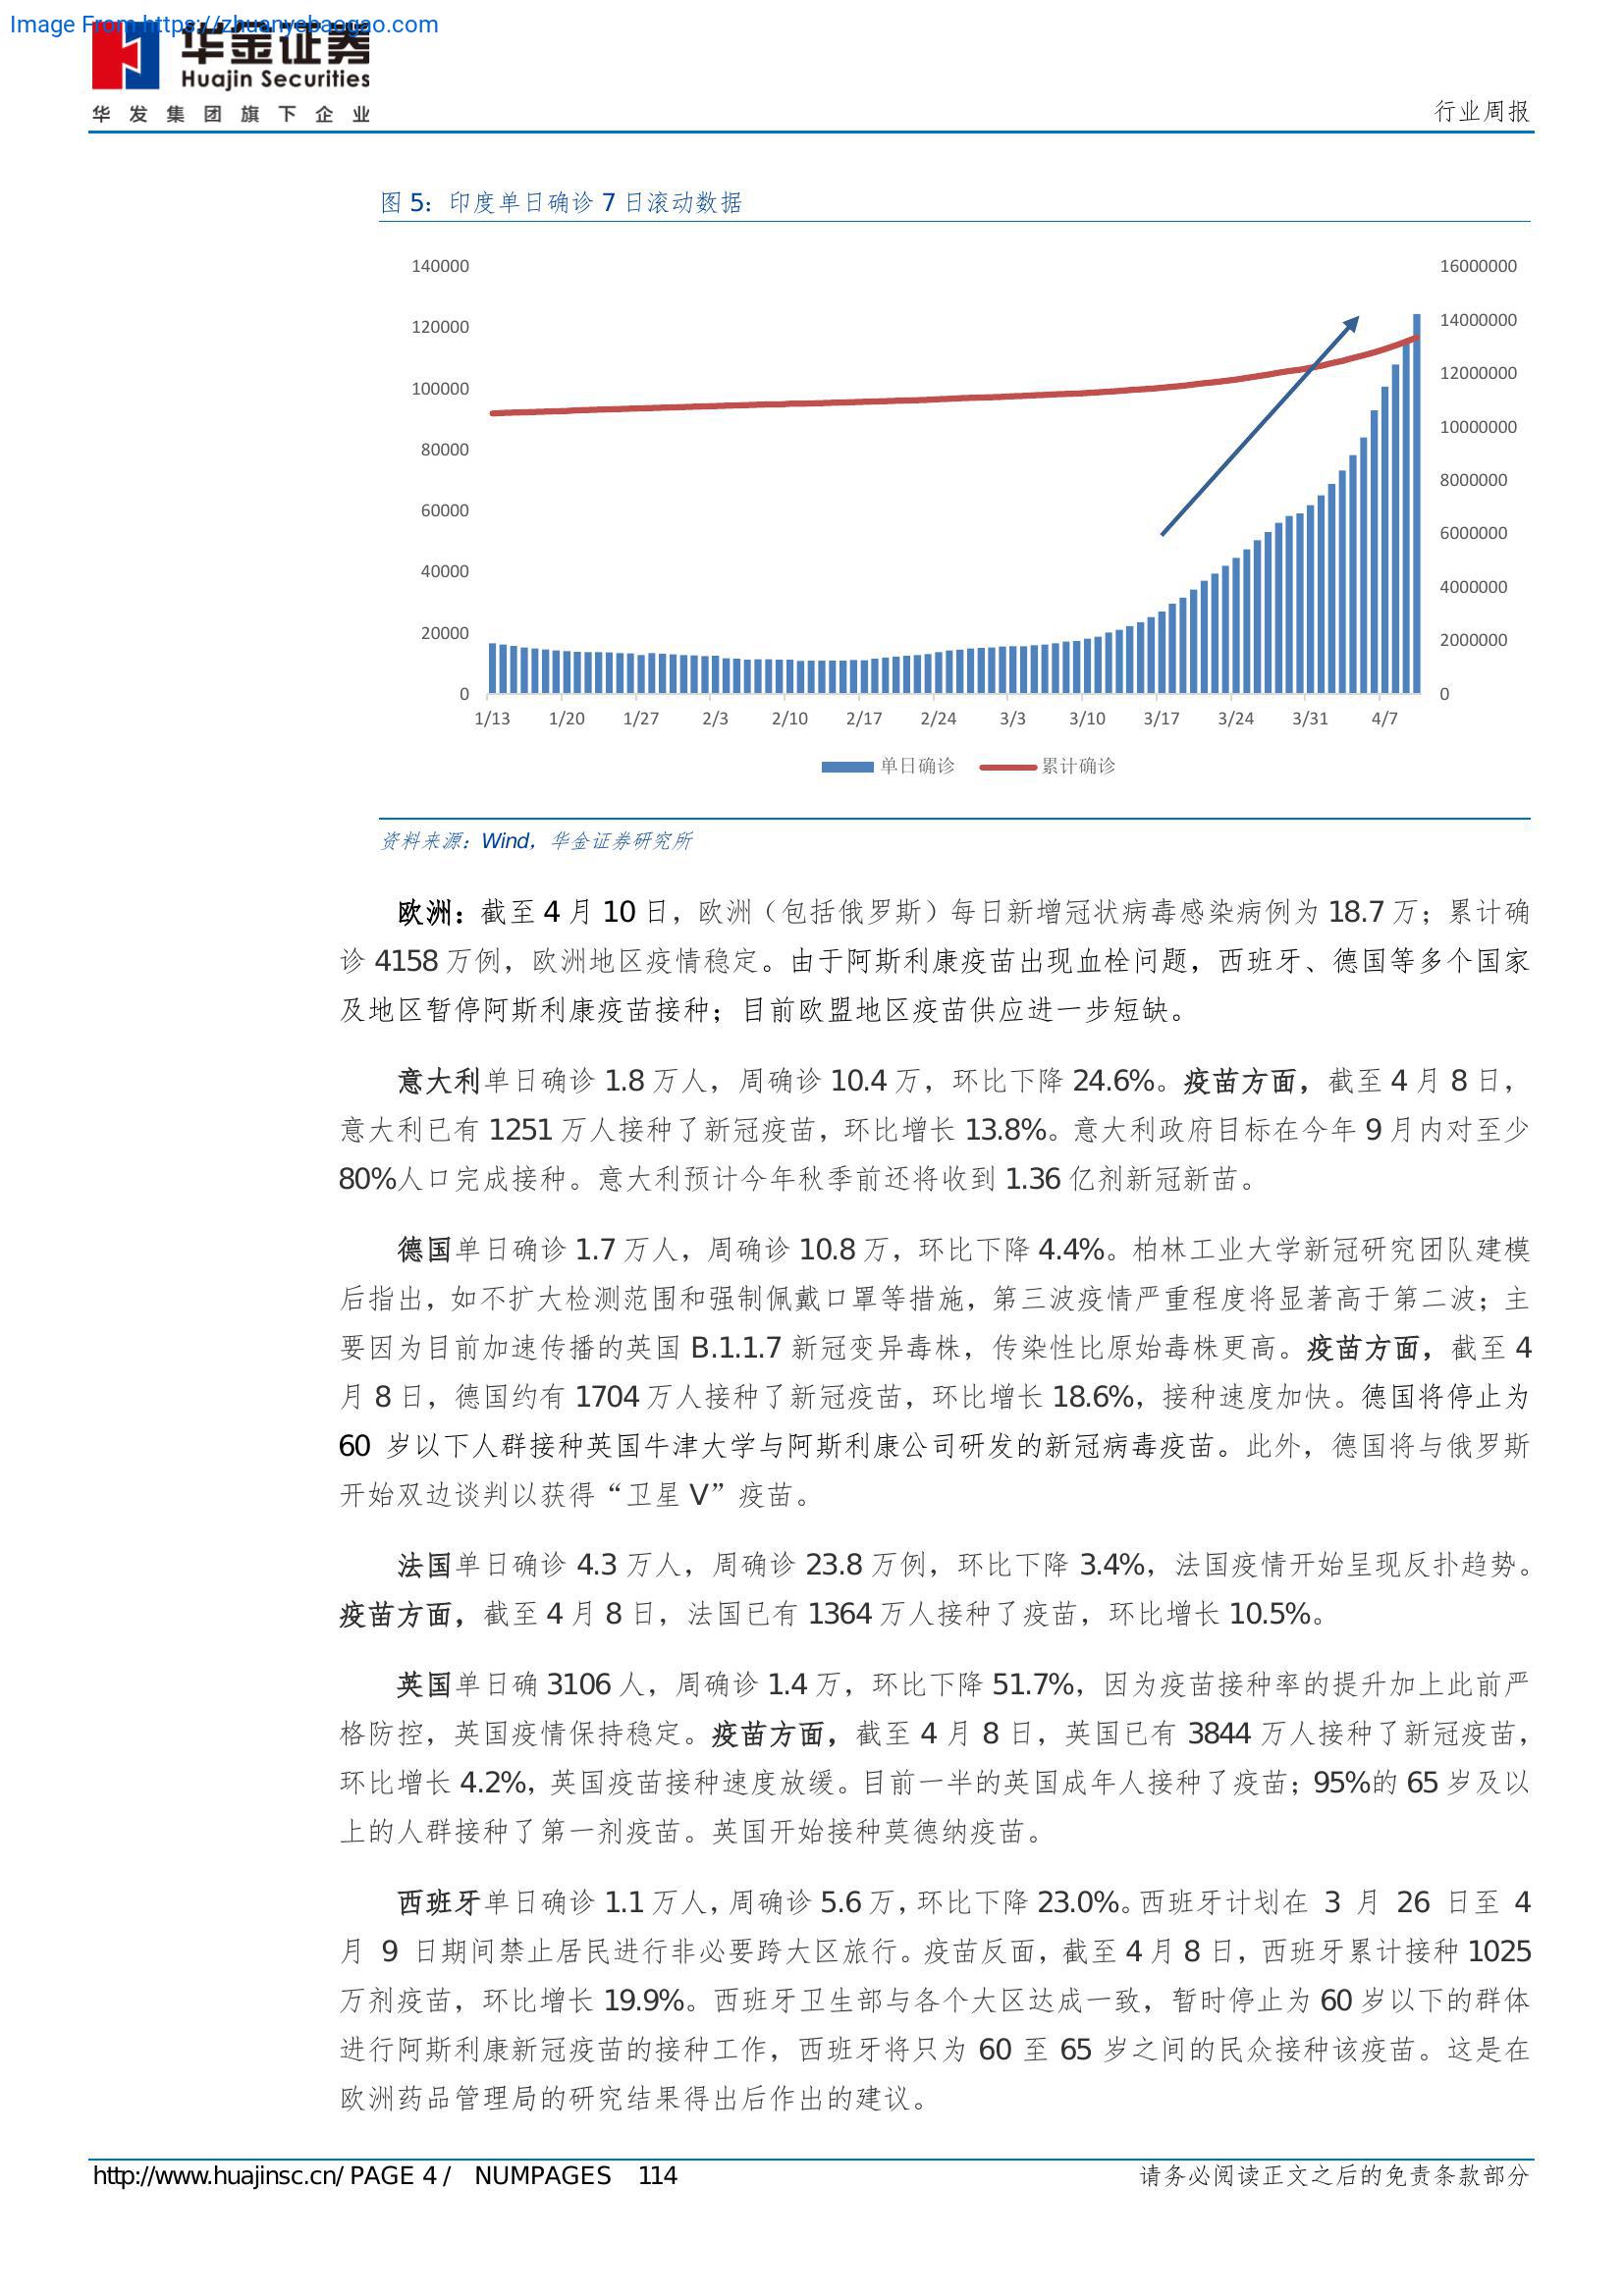 Image From https://zhuanyebaogao.com
华金证券
Huajin Securities
华发集团旗下企业
行业周报
图 5：印度单日确诊 7 日滚动数据
140000
120000
100000
80000
60000
40000
20000
0
16000000
14000000
12000000
10000000
8000000
6000000
4000000
2000000
0
1/13 1/20 1/27 2/3 2/10 2/17 2/24 3/3 3/10 3/17 3/24 3/31 4/7
单日确诊 累计确诊
资料来源：Wind，华金证券研究所
欧洲：截至 4 月 10 日，欧洲（包括俄罗斯）每日新增冠状病毒感染病例为 18.7 万；累计确
诊 4158 万例，欧洲地区疫情稳定。由于阿斯利康疫苗出现血栓问题，西班牙、德国等多个国家
及地区暂停阿斯利康疫苗接种；目前欧盟地区疫苗供应进一步短缺。
意大利单日确诊 1.8 万人，周确诊 10.4 万，环比下降 24.6%。疫苗方面，截至 4 月 8 日，
意大利已有 1251 万人接种了新冠疫苗，环比增长 13.8%。意大利政府目标在今年 9 月内对至少
80%人口完成接种。意大利预计今年秋季前还将收到 1.36 亿剂新冠新苗。
德国单日确诊 1.7 万人，周确诊 10.8 万，环比下降 4.4%。柏林工业大学新冠研究团队建模
后指出，如不扩大检测范围和强制佩戴口罩等措施，第三波疫情严重程度将显著高于第二波；主
要因为目前加速传播的英国 B.1.1.7 新冠变异毒株，传染性比原始毒株更高。疫苗方面，截至 4
月 8 日，德国约有 1704 万人接种了新冠疫苗，环比增长 18.6%，接种速度加快。德国将停止为
60 岁以下人群接种英国牛津大学与阿斯利康公司研发的新冠病毒疫苗。此外，德国将与俄罗斯
开始双边谈判以获得“卫星 V”疫苗。
法国单日确诊 4.3 万人，周确诊 23.8 万例，环比下降 3.4%，法国疫情开始呈现反扑趋势。
疫苗方面，截至 4 月 8 日，法国已有 1364 万人接种了疫苗，环比增长 10.5%。
英国单日确 3106 人，周确诊 1.4 万，环比下降 51.7%，因为疫苗接种率的提升加上此前严
格防控，英国疫情保持稳定。疫苗方面，截至 4 月 8 日，英国已有 3844 万人接种了新冠疫苗，
环比增长 4.2%，英国疫苗接种速度放缓。目前一半的英国成年人接种了疫苗；95%的 65 岁及以
上的人群接种了第一剂疫苗。英国开始接种莫德纳疫苗。
西班牙单日确诊 1.1 万人，周确诊 5.6 万，环比下降 23.0%。西班牙计划在 3 月 26 日至 4
月 9 日期间禁止居民进行非必要跨大区旅行。疫苗反面，截至 4 月 8 日，西班牙累计接种 1025
万剂疫苗，环比增长 19.9%。西班牙卫生部与各个大区达成一致，暂时停止为 60 岁以下的群体
进行阿斯利康新冠疫苗的接种工作，西班牙将只为 60 至 65 岁之间的民众接种该疫苗。这是在
欧洲药品管理局的研究结果得出后作出的建议。
http://www.huajinsc.cn/ PAGE 4 / NUMPAGES 114
请务必阅读正文之后的免责条款部分